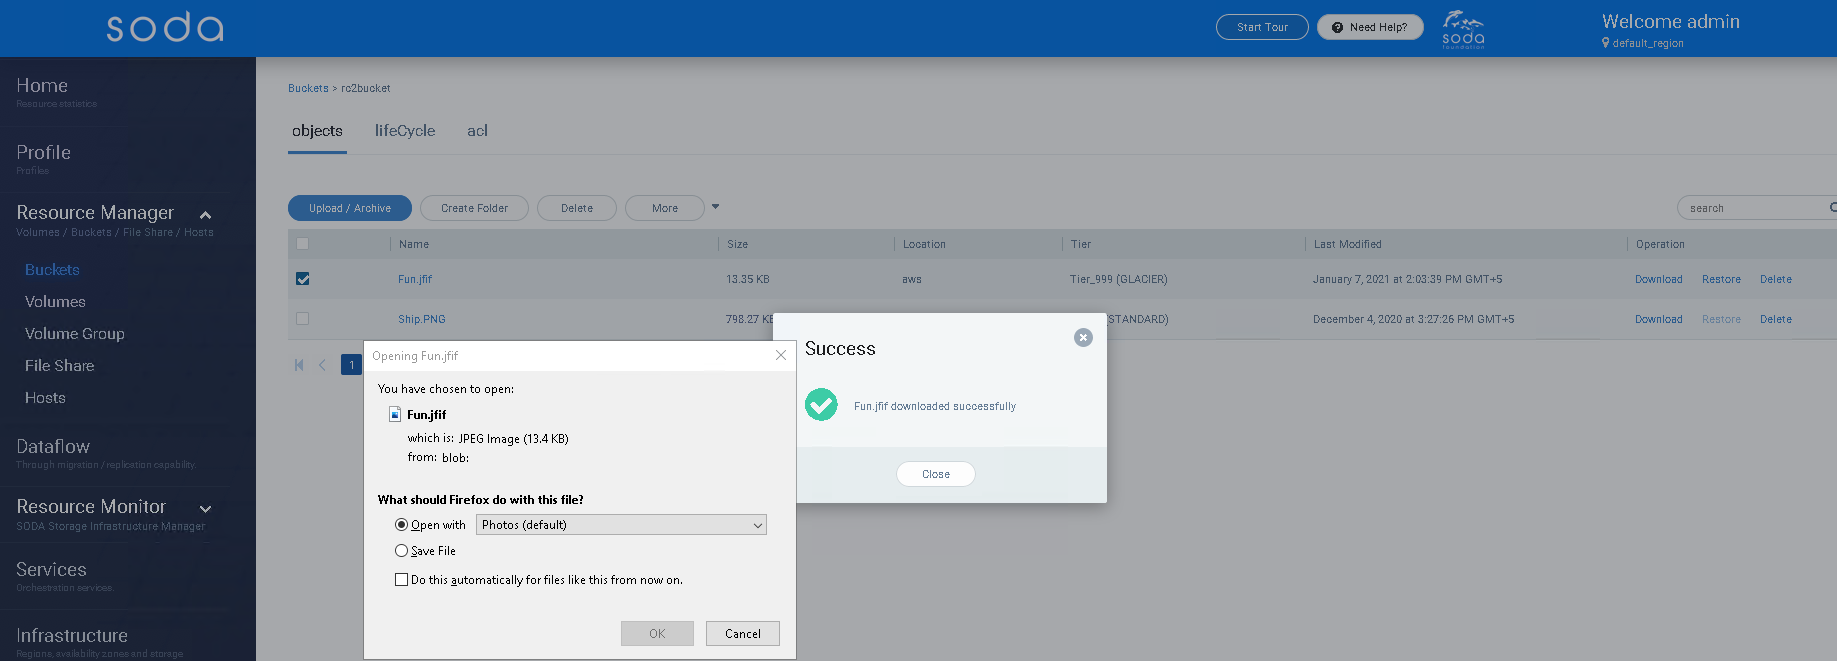 soda
Start Tour
Need Help?
soda
foundation
Welcome admin
default_region
Home
Resource statistics
Profile
Profiles
Resource Manager
Volumes / Buckets / File Share / Hosts
Buckets
Volumes
Volume Group
File Share
Hosts
Dataflow
Through migration / replication capability.
Resource Monitor
SODA Storage Infrastructure Manager
Services
Orchestration services.
Infrastructure
Regions, availability zones and storage
Buckets > rc2bucket
objects lifeCycle acl
Upload / Archive Create Folder Delete More search
Name Size Location Tier Last Modified Operation
Fun.jfif 13.35 KB aws Tier_999 (GLACIER) January 7, 2021 at 2:03:39 PM GMT+5 Download Restore Delete
Ship.PNG 798.27 KB STANDARD) December 4, 2020 at 3:27:26 PM GMT+5 Download Restore Delete
1
Success
Fun.jfif downloaded successfully
Close
Opening Fun.jfif
You have chosen to open:
Fun.jfif
which is: JPEG Image (13.4 KB)
from: blob:
What should Firefox do with this file?
Open with Photos (default)
Save File
Do this automatically for files like this from now on.
OK Cancel